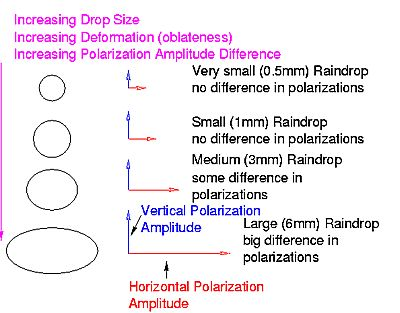 Increasing Drop Size
Increasing Deformation (oblateness)
Increasing Polarization Amplitude Difference
Very small (0.5mm) Raindrop
no difference in polarizations
Small (1mm) Raindrop
no difference in polarizations
Medium (3mm) Raindrop
some difference in
polarizations
Vertical Polarization
Amplitude
Large (6mm) Raindrop
big difference in
polarizations
Horizontal Polarization
Amplitude